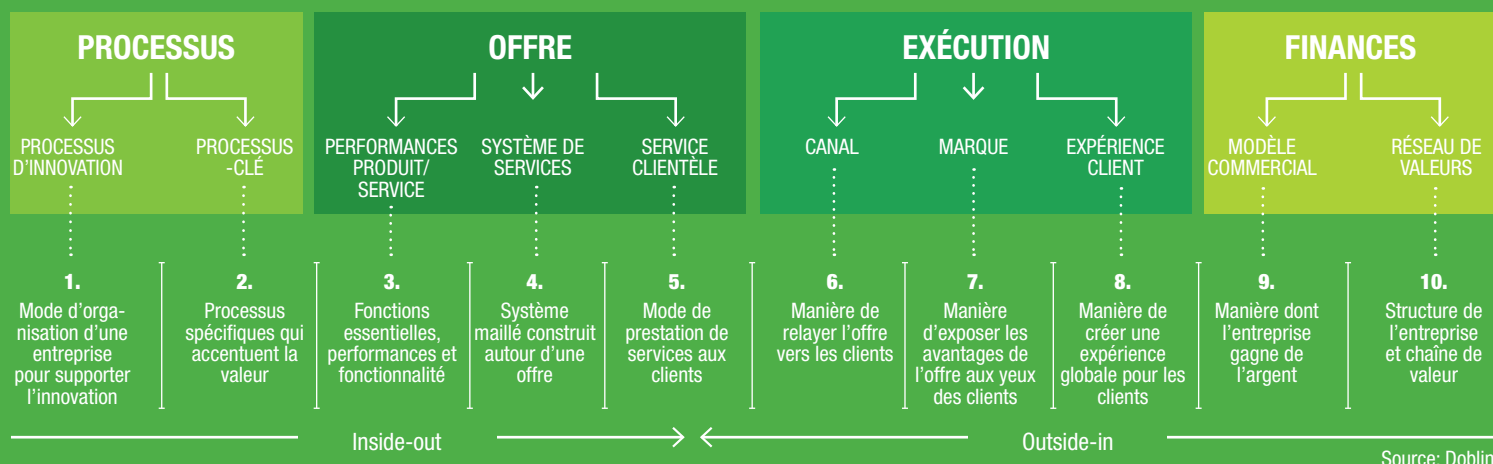 PROCESSUS
PROCESSUS
D'INNOVATION
PROCESSUS
-CLÉ
OFFRE
PERFORMANCES
PRODUIT/
SERVICE
SYSTÈME DE
SERVICES
SERVICE
CLIENTÈLE
EXÉCUTION
CANAL
MARQUE
EXPÉRIENCE
CLIENT
FINANCES
MODÈLE
COMMERCIAL
RÉSEAU DE
VALEURS
1.
Mode d'orga-
nisation d'une
entreprise
pour supporter
l'innovation
2.
Processus
spécifiques qui
accentuent la
valeur
3.
Fonctions
essentielles,
performances et
fonctionnalité
4.
Système
maillé construit
autour d'une
offre
5.
Mode de
prestation de
services aux
clients
6.
Manière de
relayer l'offre
vers les clients
7.
Manière
d'exposer les
avantages de
l'offre aux yeux
des clients
8.
Manière de
créer une
expérience
globale pour les
clients
9.
Manière dont
l'entreprise
gagne de
l'argent
10.
Structure de
l'entreprise
et chaîne de
valeur
Inside-out
Outside-in
Source: Doblin